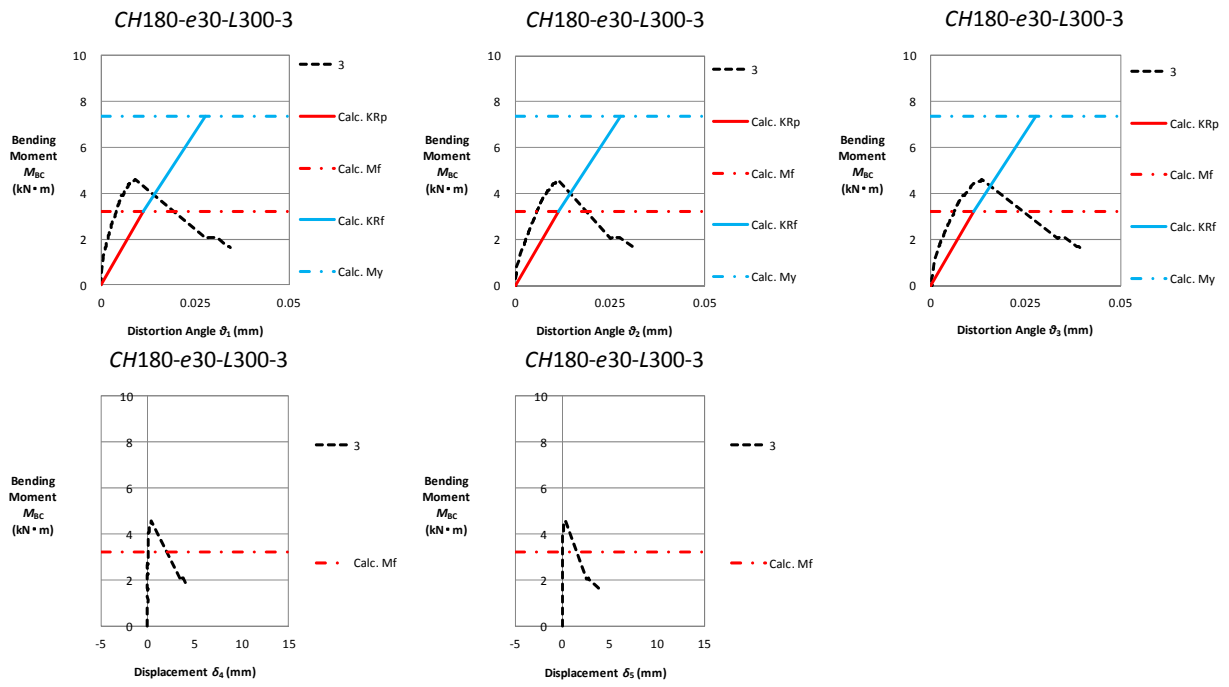 CH180-e30-L300-3
10
8
6
4
2
0
0
0.025
0.05
Bending
Moment
MBC
(kN・m)
Distortion Angle ϑ1 (mm)
3
Calc. KRp
Calc. Mf
Calc. KRf
Calc. My
CH180-e30-L300-3
10
8
6
4
2
0
0
0.025
0.05
Bending
Moment
MBC
(kN・m)
Distortion Angle ϑ2 (mm)
3
Calc. KRp
Calc. Mf
Calc. KRf
Calc. My
CH180-e30-L300-3
10
8
6
4
2
0
0
0.025
0.05
Bending
Moment
MBC
(kN・m)
Distortion Angle ϑ3 (mm)
3
Calc. KRp
Calc. Mf
Calc. KRf
Calc. My
CH180-e30-L300-3
10
8
6
4
2
0
-5
0
5
10
15
Bending
Moment
MBC
(kN・m)
Displacement δ4 (mm)
3
Calc. Mf
CH180-e30-L300-3
10
8
6
4
2
0
-5
0
5
10
15
Bending
Moment
MBC
(kN・m)
Displacement δ5 (mm)
3
Calc. Mf